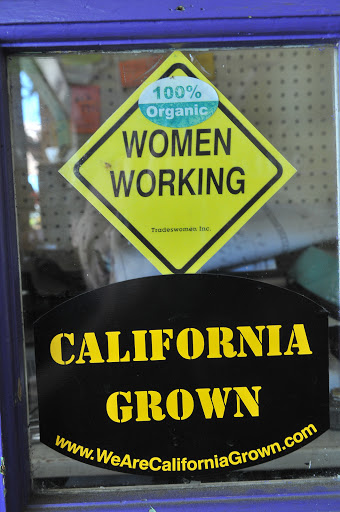 100%
Organic
WOMEN
WORKING
Tradeswomen Inc.
CALIFORNIA
GROWN
www.WeAreCaliforniaGrown.com